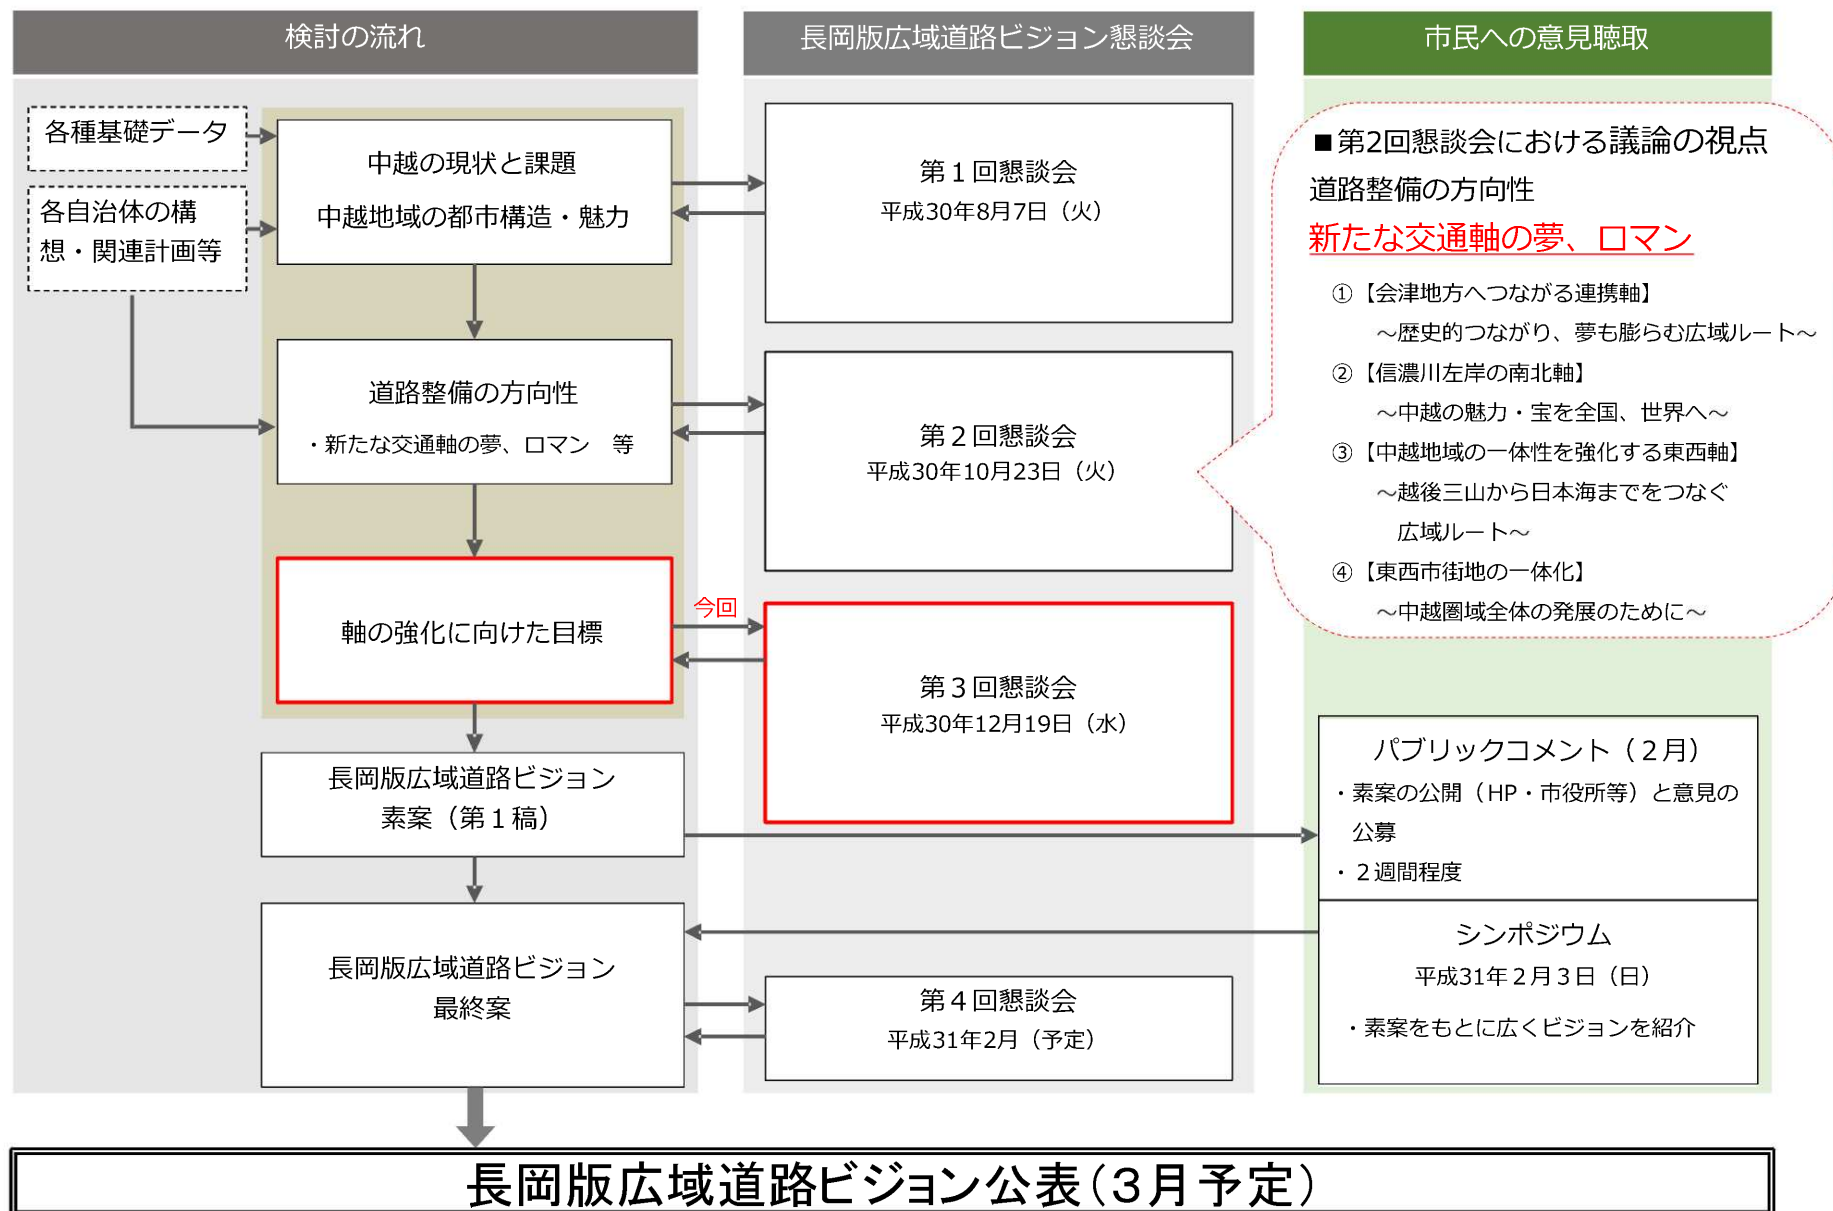 検討の流れ
各種基礎データ
各自治体の構
想・関連計画等
中越の現状と課題
中越地域の都市構造・魅力
道路整備の方向性
・新たな交通軸の夢、ロマン 等
軸の強化に向けた目標
今回
長岡版広域道路ビジョン
素案（第１稿）
長岡版広域道路ビジョン
最終案
長岡版広域道路ビジョン懇談会
第１回懇談会
平成30年8月7日（火）
第２回懇談会
平成30年10月23日（火）
第３回懇談会
平成30年12月19日（水）
第４回懇談会
平成31年2月（予定）
市民への意見聴取
■第2回懇談会における議論の視点
道路整備の方向性
新たな交通軸の夢、ロマン
①【会津地方へつながる連携軸】
～歴史的つながり、夢も膨らむ広域ルート～
②【信濃川左岸の南北軸】
～中越の魅力・宝を全国、世界へ～
③【中越地域の一体性を強化する東西軸】
～越後三山から日本海までをつなぐ
広域ルート～
④【東西市街地の一体化】
～中越圏域全体の発展のために～
パブリックコメント（２月）
・素案の公開（HP・市役所等）と意見の
公募
・２週間程度
シンポジウム
平成31年２月３日（日）
・素案をもとに広くビジョンを紹介
長岡版広域道路ビジョン公表（３月予定）